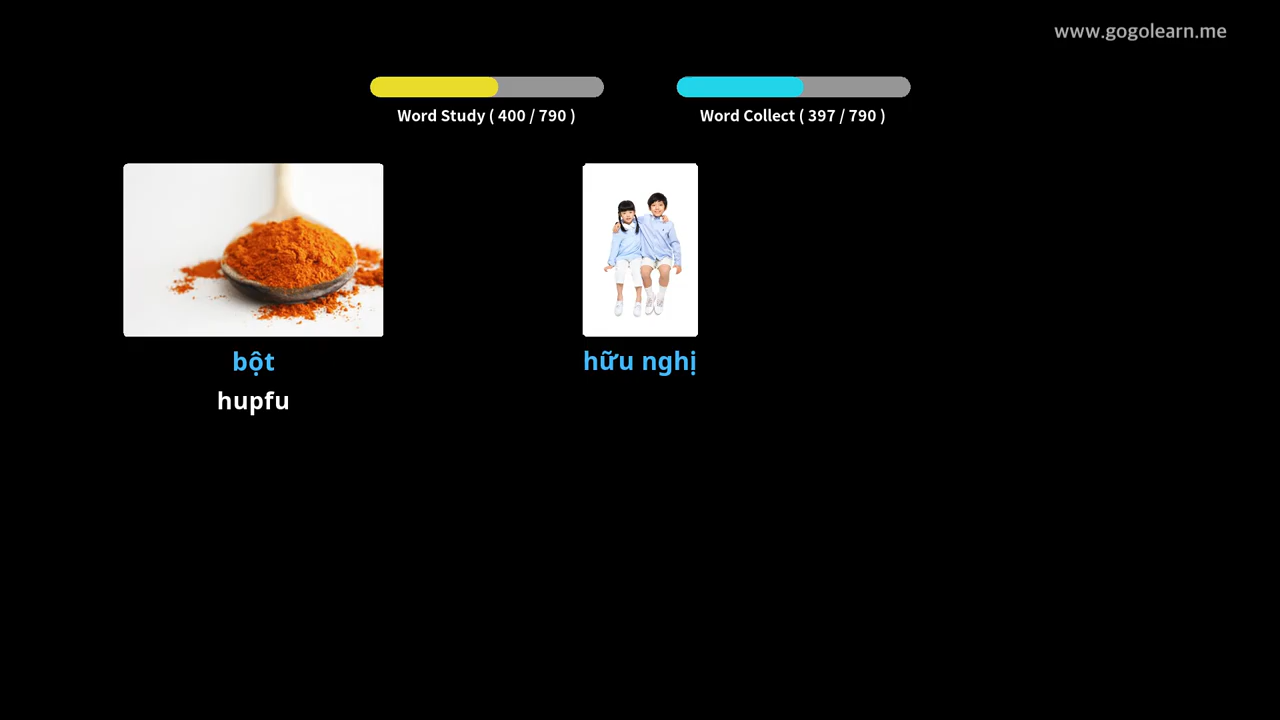 www.gogolearn.me
Word Study ( 400 / 790 )
Word Collect ( 397 / 790 )
bột
hupfu
hữu nghị